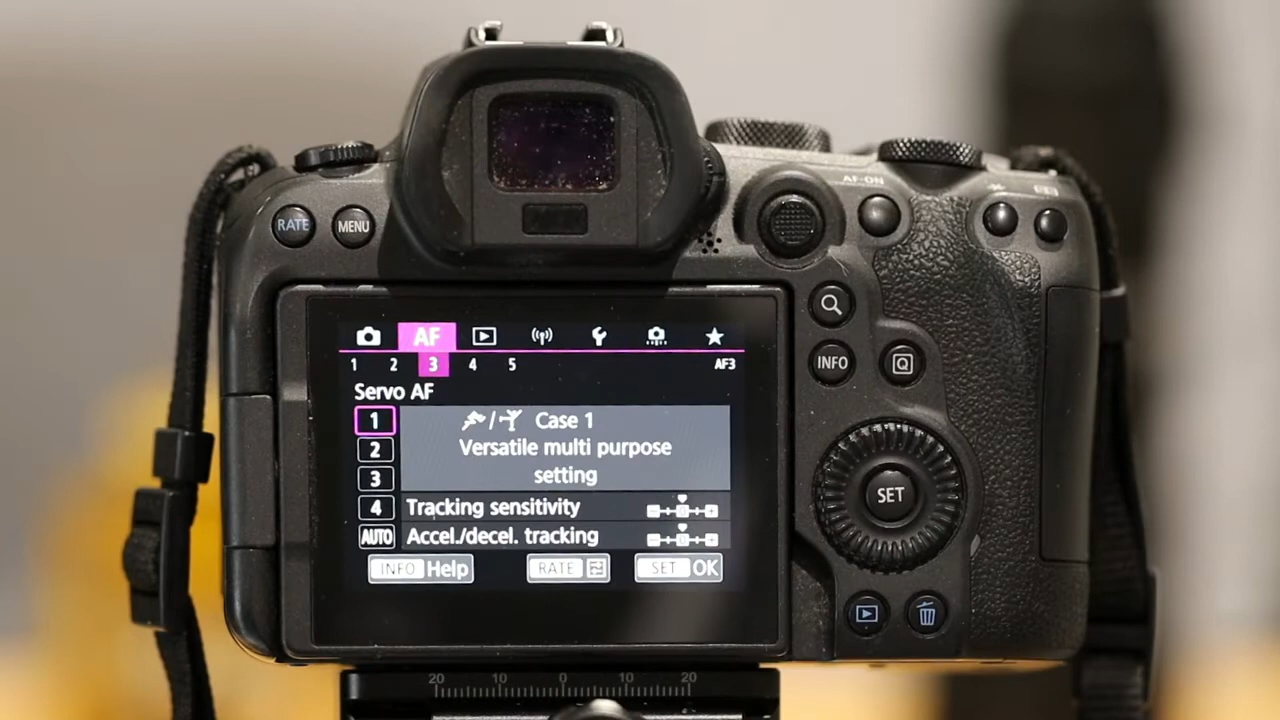 AF-ON
RATE MENU
AF
1 2 3 4 5 AF3
Servo AF
1 Case 1
2 Versatile multi purpose
3 setting
4 Tracking sensitivity
AUTO Accel./decel. tracking
INFO Help RATE SET OK
INFO Q
SET
20 10 0 10 20